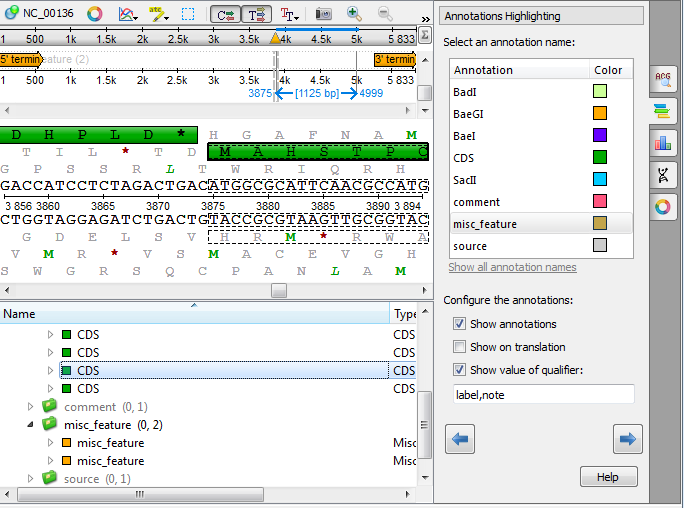 NC_00136
Annotations Highlighting
Select an annotation name:
Annotation Color
BadI
BaeGI
BaeI
CDS
SacII
comment
misc_feature
source
Show all annotation names
Configure the annotations:
Show annotations
Show on translation
Show value of qualifier:
label,note
Help
1 500 1k 1.5k 2k 2.5k 3k 3.5k 4k 4.5k 5k 5 833
5' termin eature (2) 3' termin
1 500 1k 1.5k 2k 2.5k 3k 3.5k 4k 4.5k 5k 5 833
3875 [1125 bp] 4999
D H P L D * H G A F N A M
T I L * T D M A H S T P C
G P S S R L T W R I Q R H
GACCATCCTCTAGACTGACATGGCGCATTCAACGCCATG
3 856 3860 3865 3870 3875 3880 3885 3890 3 894
CTGGTAGGAGATCTGACTGTACCGCGTAAGTTGCGGTAC
G D E L S V H R M * R W A
V M R * V S M A C E V G H
S W G R S Q C P A N L A M
Name Type
CDS CDS
CDS CDS
CDS CDS
CDS CDS
comment (0, 1)
misc_feature (0, 2)
misc_feature Misc
misc_feature Misc
source (0, 1)